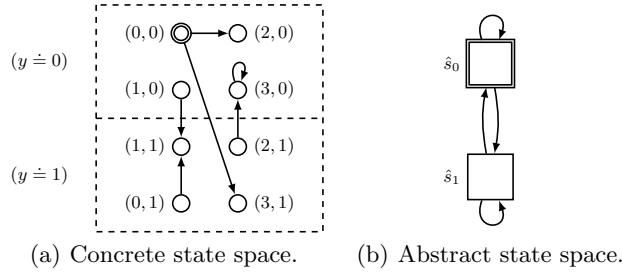 (0, 0) (2, 0)
(y ≐ 0)
(1, 0) (3, 0)
(1, 1) (2, 1)
(y ≐ 1)
(0, 1) (3, 1)
(a) Concrete state space.
ŝ₀
ŝ₁
(b) Abstract state space.